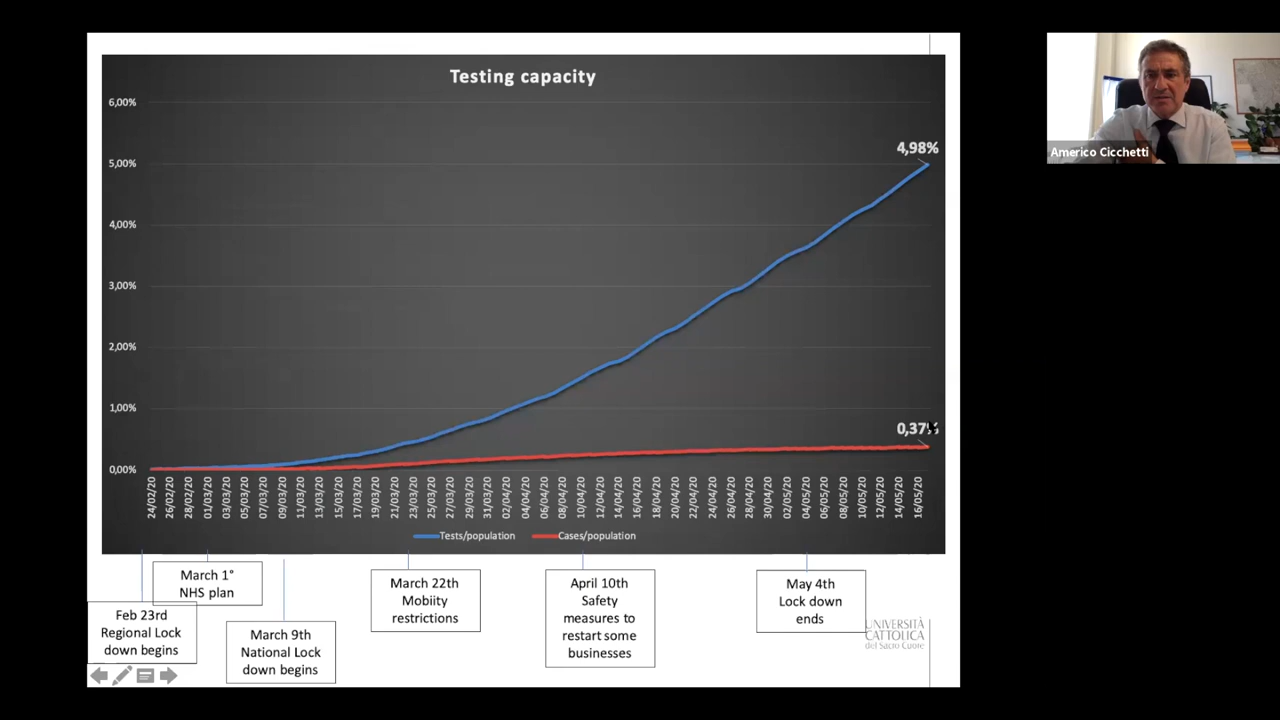 Testing capacity
6,00%
5,00%
4,00%
3,00%
2,00%
1,00%
0,00%
4,98%
0,37%
24/02/20
26/02/20
28/02/20
01/03/20
03/03/20
05/03/20
07/03/20
09/03/20
11/03/20
13/03/20
15/03/20
17/03/20
19/03/20
21/03/20
23/03/20
25/03/20
27/03/20
29/03/20
31/03/20
02/04/20
04/04/20
06/04/20
08/04/20
10/04/20
12/04/20
14/04/20
16/04/20
18/04/20
20/04/20
22/04/20
24/04/20
26/04/20
28/04/20
30/04/20
02/05/20
04/05/20
06/05/20
08/05/20
10/05/20
12/05/20
14/05/20
16/05/20
Tests/population
Cases/population
Feb 23rd
Regional Lock
down begins
March 1°
NHS plan
March 9th
National Lock
down begins
March 22th
Mobiity
restrictions
April 10th
Safety
measures to
restart some
businesses
May 4th
Lock down
ends
UNIVERSITÀ
CATTOLICA
del Sacro Cuore
Americo Cicchetti